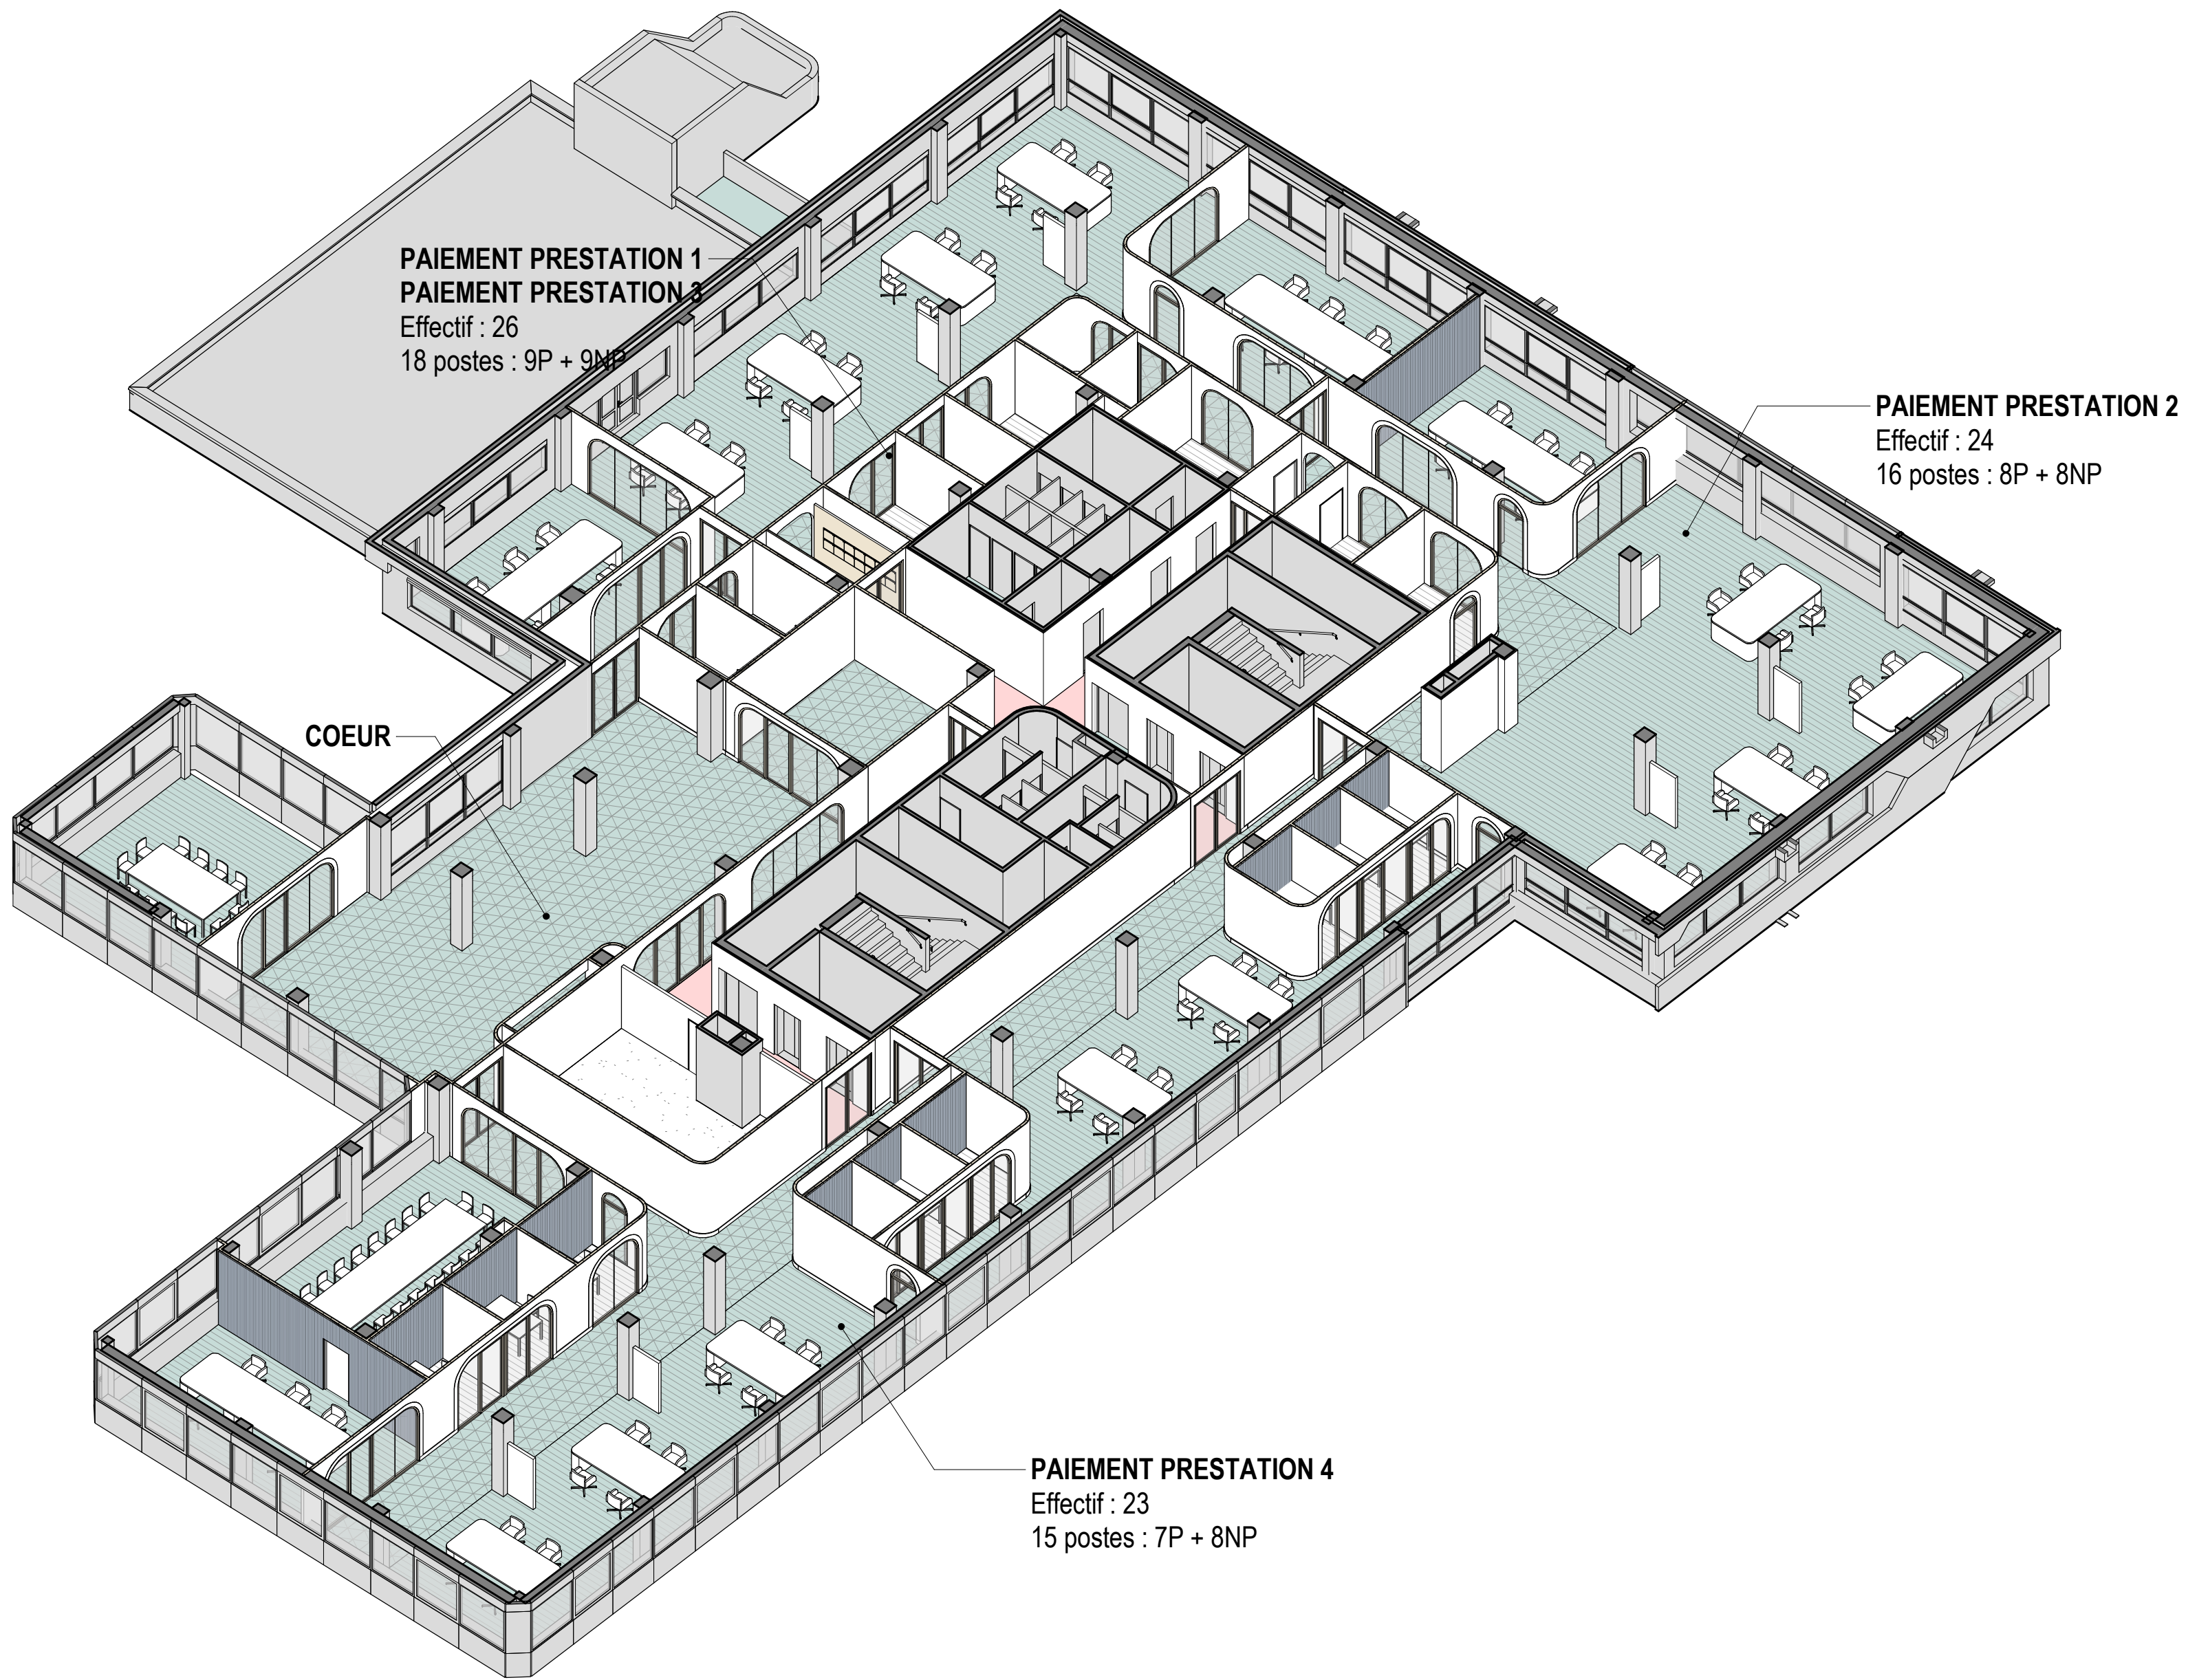 PAIEMENT PRESTATION 1
PAIEMENT PRESTATION 3
Effectif : 26
18 postes : 9P + 9NP
PAIEMENT PRESTATION 2
Effectif : 24
16 postes : 8P + 8NP
COEUR
PAIEMENT PRESTATION 4
Effectif : 23
15 postes : 7P + 8NP